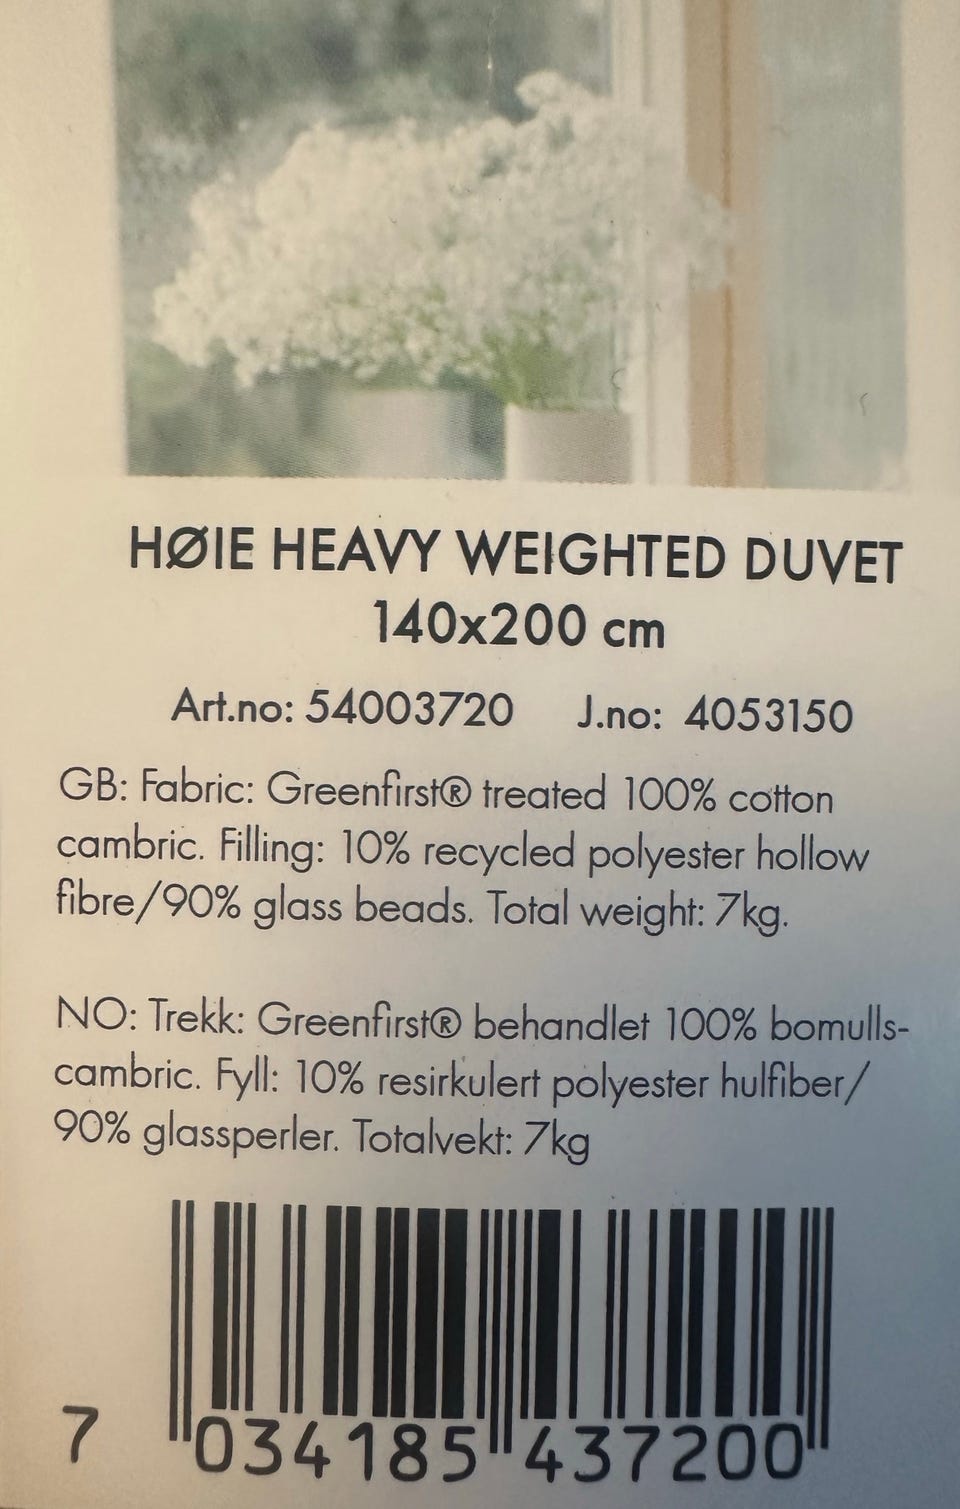 HØIE HEAVY WEIGHTED DUVET
140x200 cm
Art.no: 54003720 J.no: 4053150
GB: Fabric: Greenfirst® treated 100% cotton
cambric. Filling: 10% recycled polyester hollow
fibre/90% glass beads. Total weight: 7kg.
NO: Trekk: Greenfirst® behandlet 100% bomulls-
cambric. Fyll: 10% resirkulert polyester hulfiber/
90% glassperler. Totalvekt: 7kg
7 034185 437200